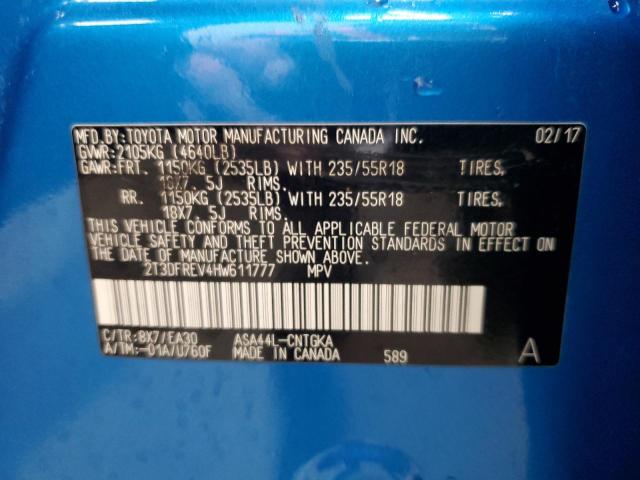 MFD.BY:TOYOTA MOTOR MANUFACTURING CANADA INC. 02/17
GVWR:2105KG (4640LB)
GAWR:FRT. 1150KG (2535LB) WITH 235/55R18 TIRES,
18X7.5J RIMS.
RR. 1150KG (2535LB) WITH 235/55R18 TIRES,
18X7.5J RIMS.
THIS VEHICLE CONFORMS TO ALL APPLICABLE FEDERAL MOTOR
VEHICLE SAFETY AND THEFT PREVENTION STANDARDS IN EFFECT ON
THE DATE OF MANUFACTURE SHOWN ABOVE.
2T3DFREV4HW611777 MPV
C/TR:8X7/EA30 ASA44L-CNTGKA
A/TM:-01A/U760F MADE IN CANADA 589 A